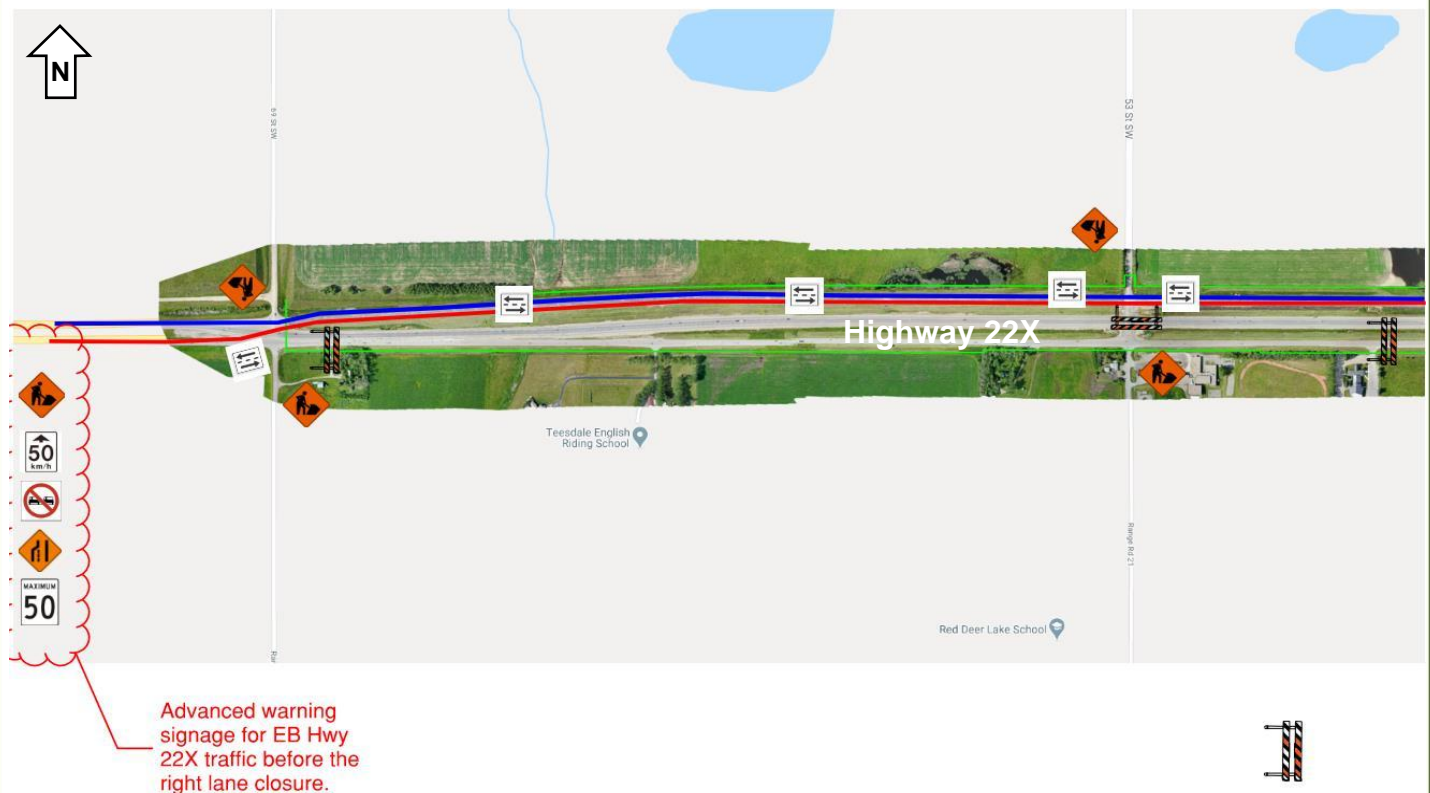 N
69 St SW
53 St SW
Highway 22X
50
km/h
Teesdale English
Riding School
MAXIMUM
50
Range Rd 21
Red Deer Lake School
Ran
Advanced warning
signage for EB Hwy
22X traffic before the
right lane closure.